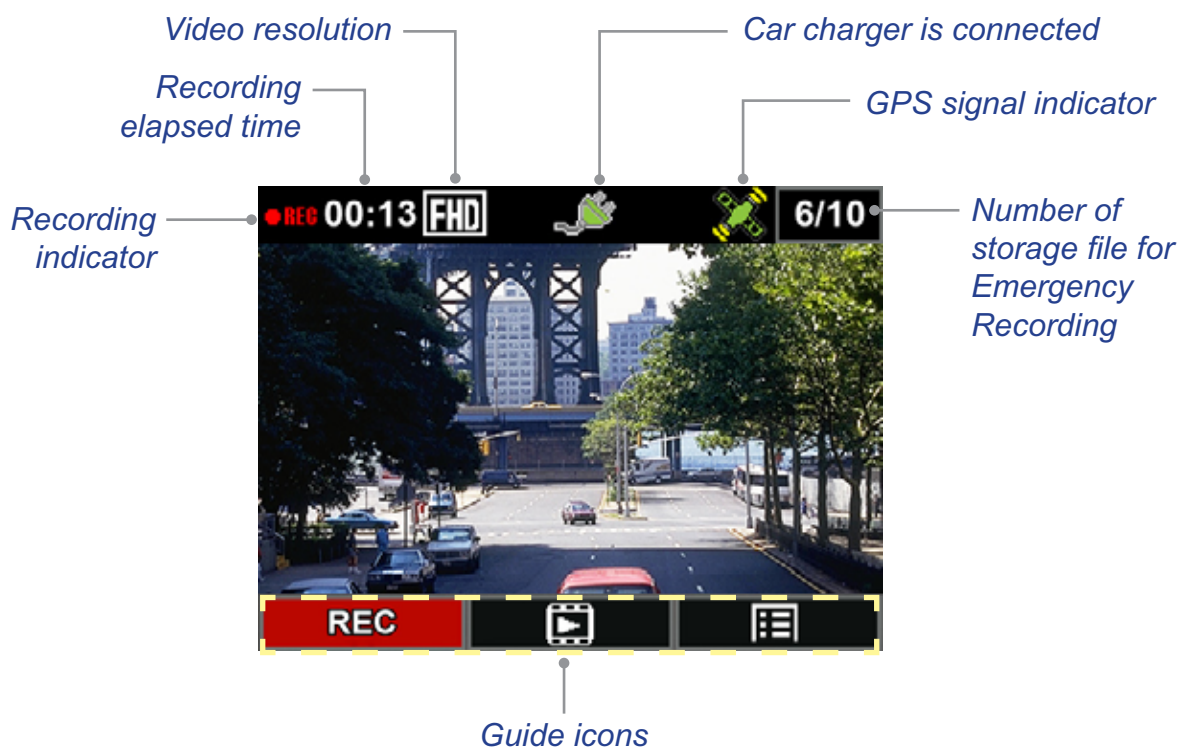 Video resolution
Car charger is connected
Recording
elapsed time
GPS signal indicator
Recording
indicator
REC 00:13 FHD 6/10
Number of
storage file for
Emergency
Recording
REC
Guide icons